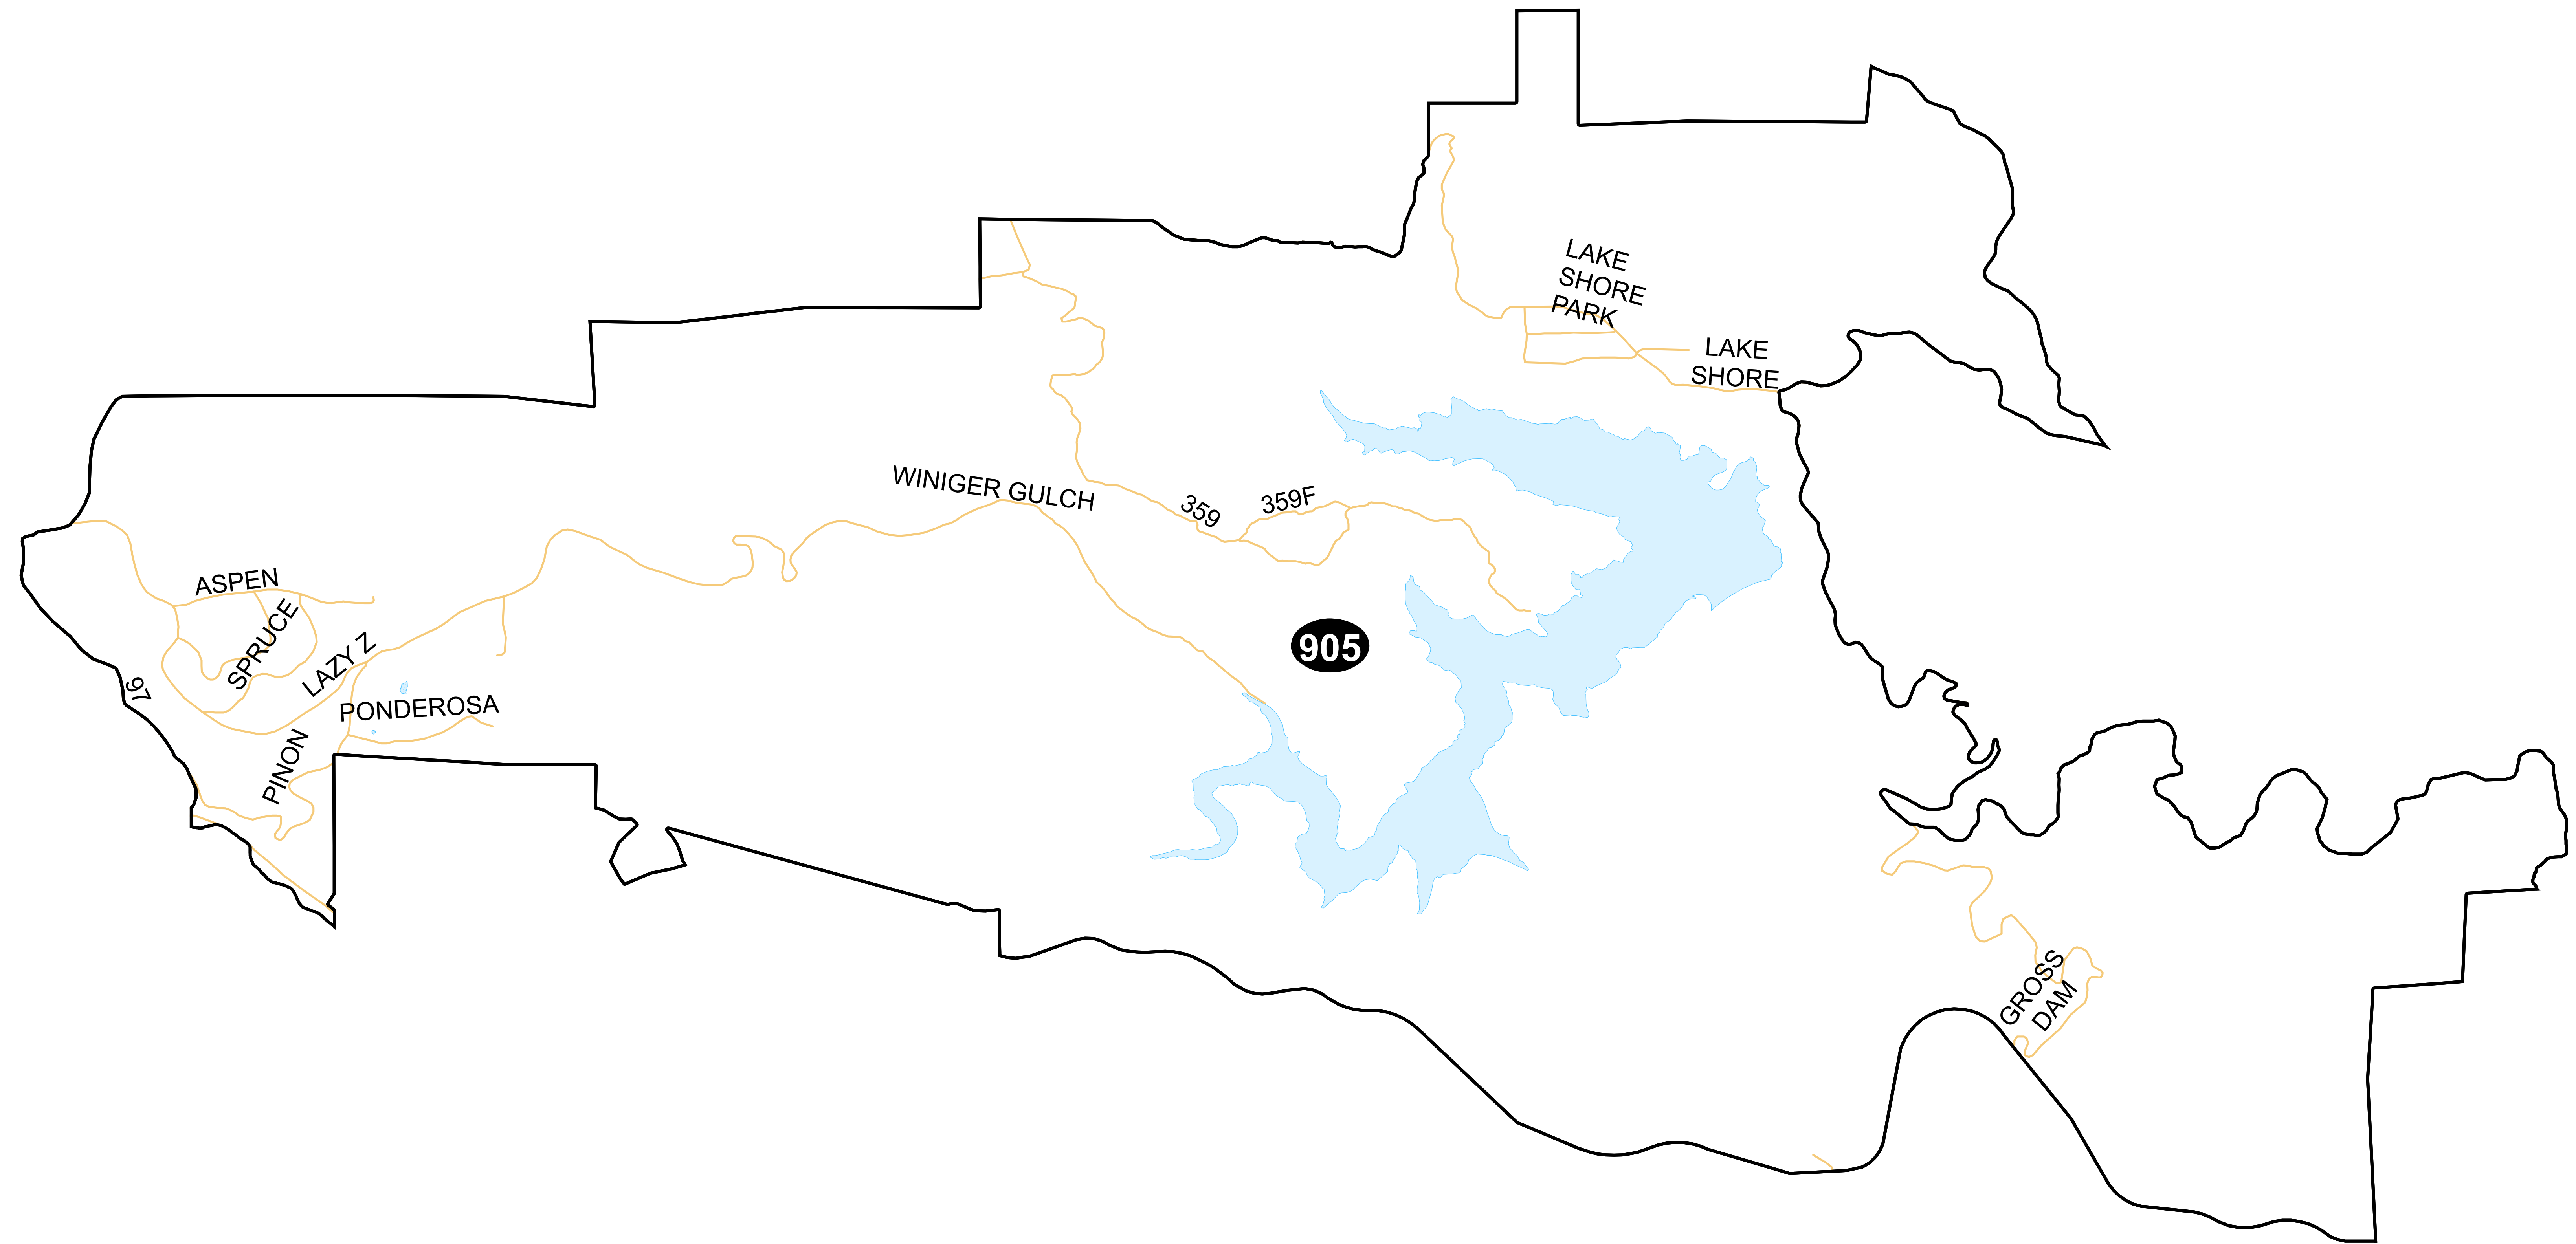 LAKE
SHORE
PARK
LAKE
SHORE
WINIGER GULCH
359
359F
ASPEN
SPRUCE
LAZY Z
905
97
PONDEROSA
PINON
GROSS
DAM